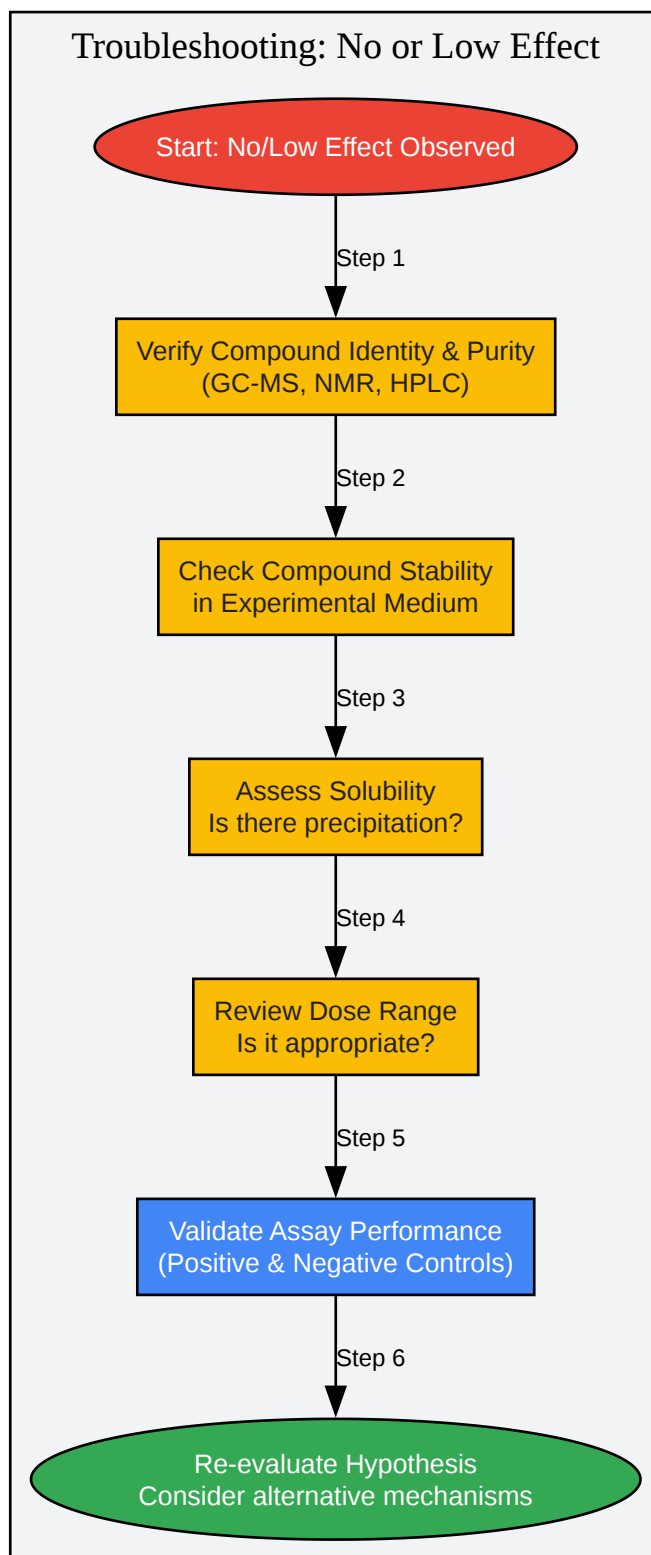 Troubleshooting: No or Low Effect
Start: No/Low Effect Observed
Step 1
Verify Compound Identity & Purity
(GC-MS, NMR, HPLC)
Step 2
Check Compound Stability
in Experimental Medium
Step 3
Assess Solubility
Is there precipitation?
Step 4
Review Dose Range
Is it appropriate?
Step 5
Validate Assay Performance
(Positive & Negative Controls)
Step 6
Re-evaluate Hypothesis
Consider alternative mechanisms